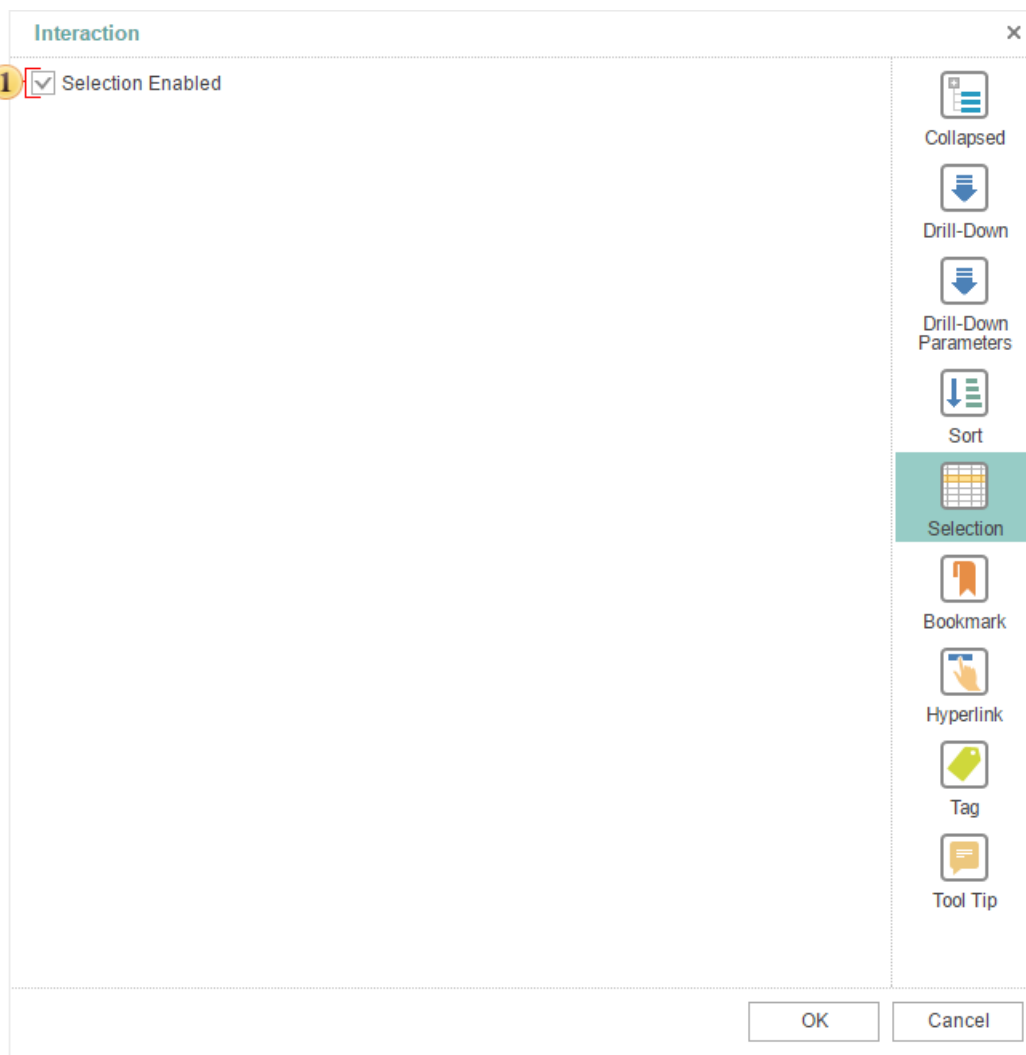 Interaction
1
Selection Enabled
Collapsed
Drill-Down
Drill-Down
Parameters
Sort
Selection
Bookmark
Hyperlink
Tag
Tool Tip
OK
Cancel